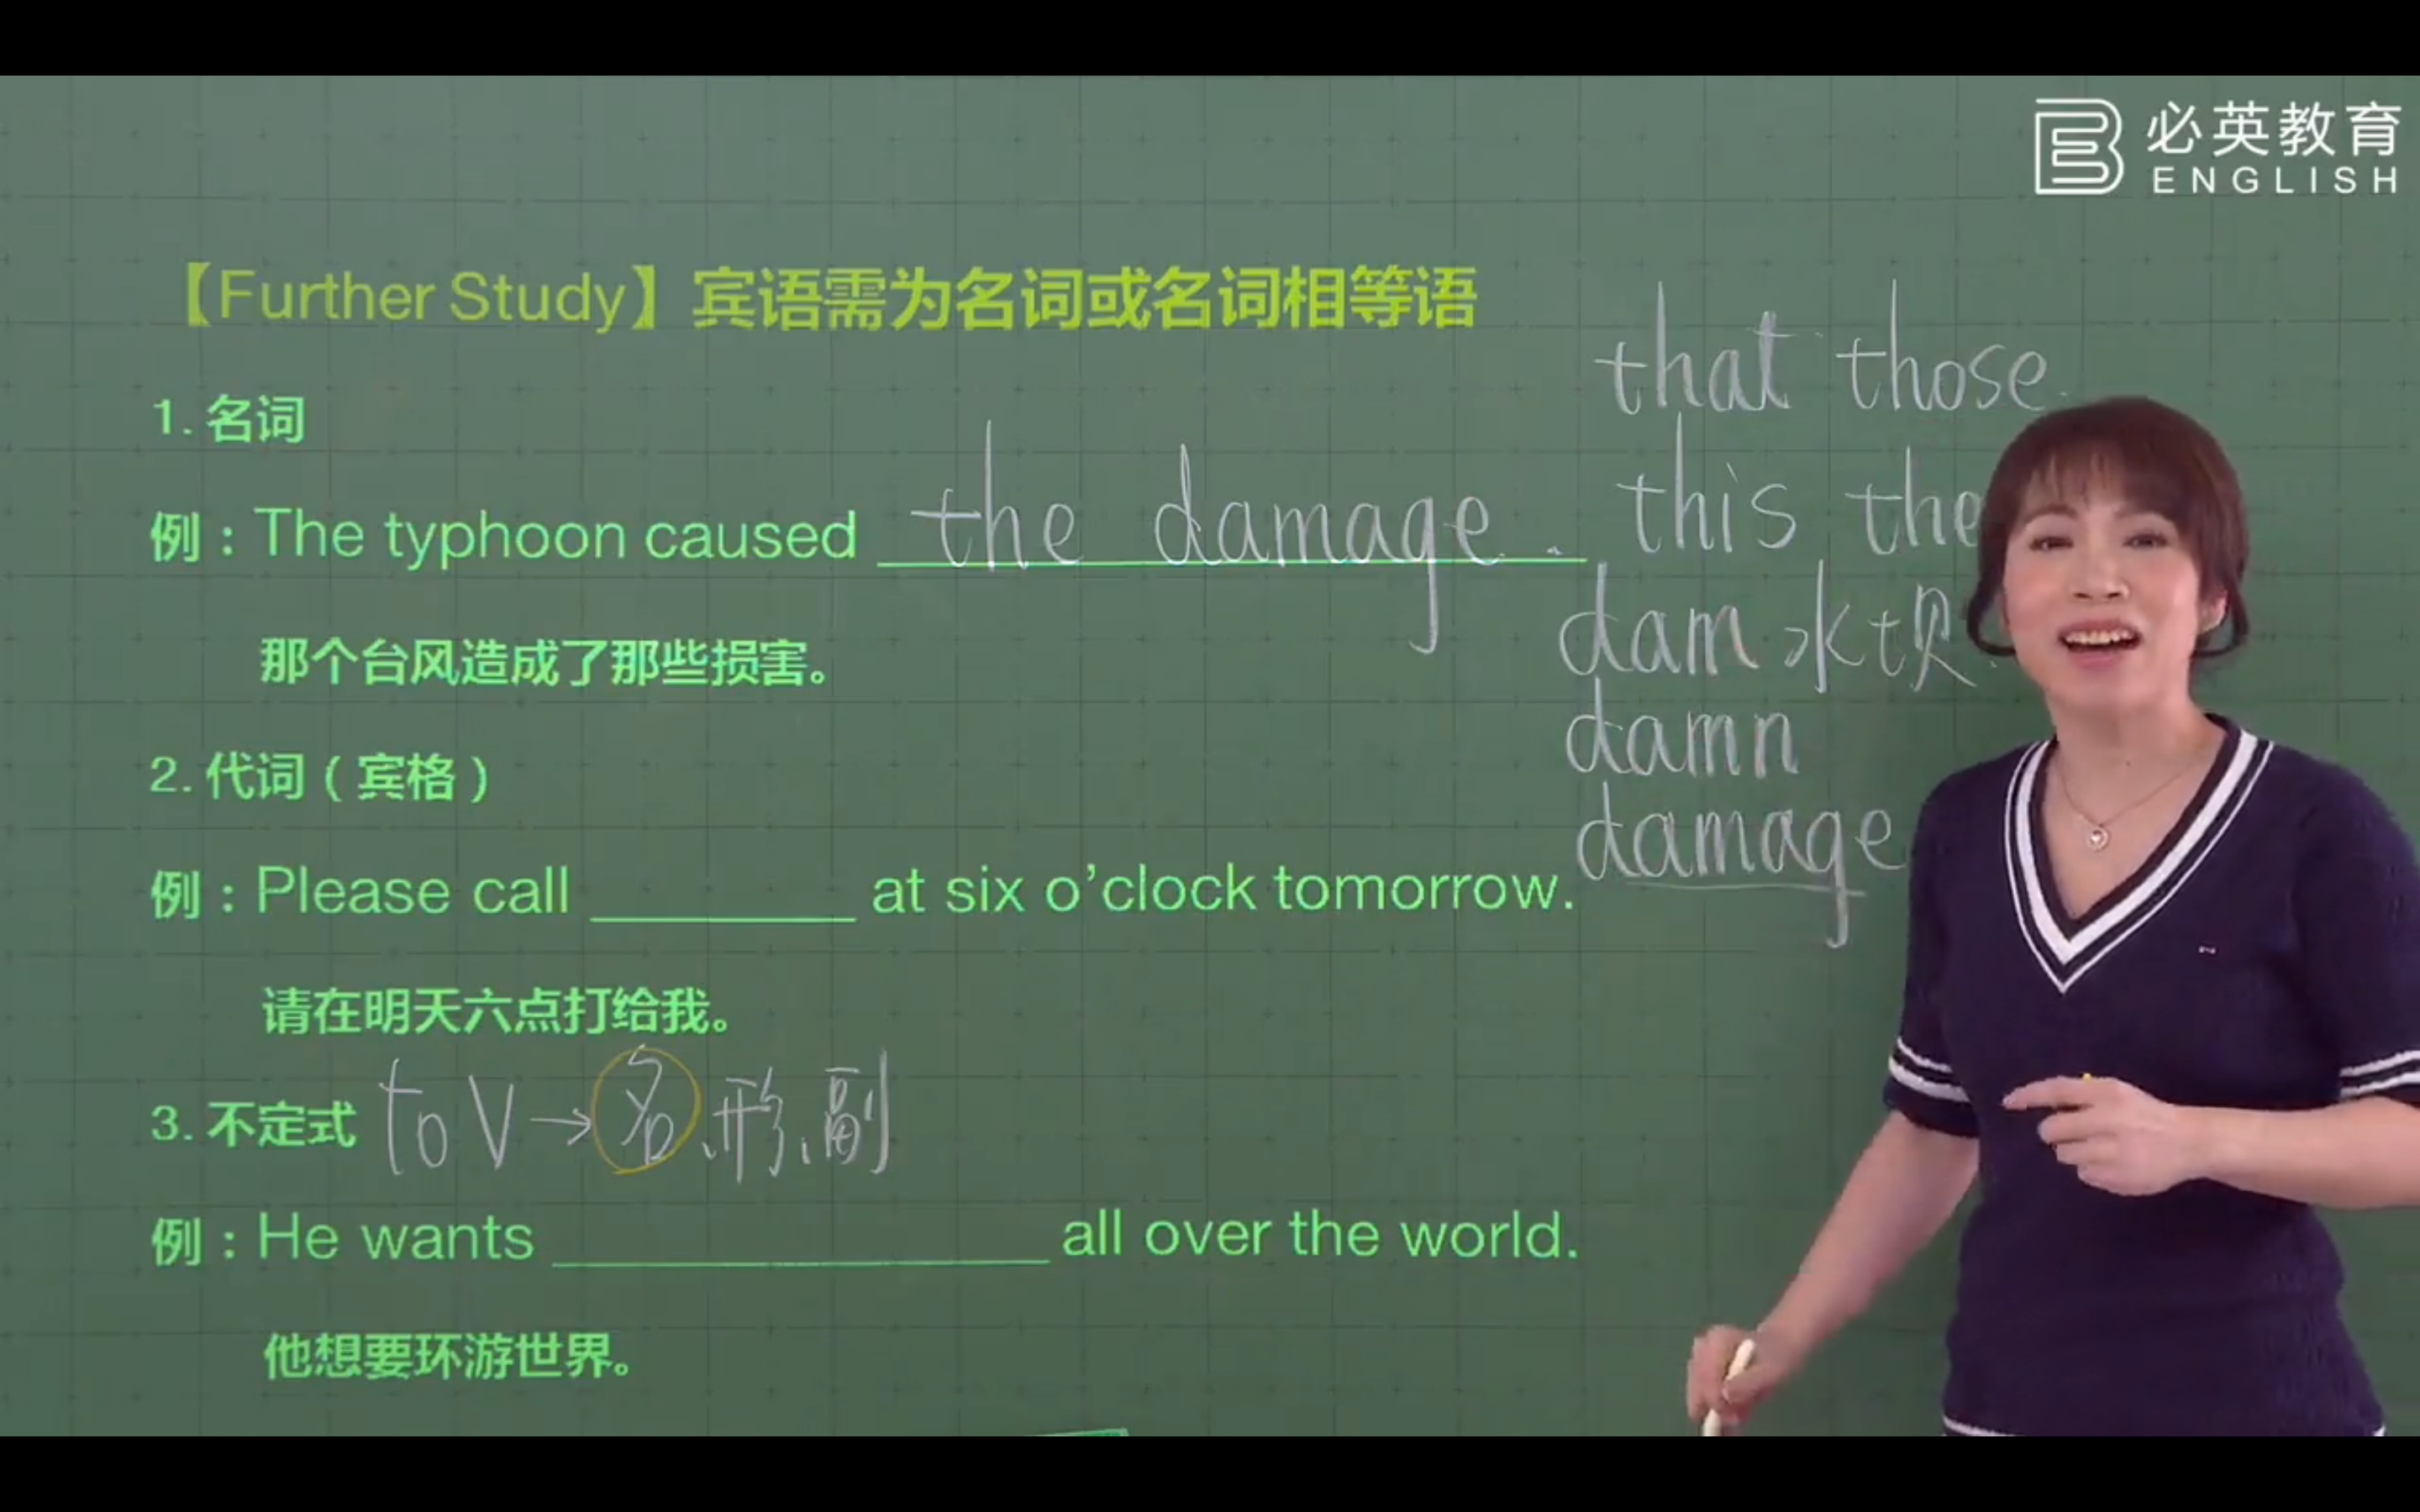 必英教育
ENGLISH
【Further Study】宾语需为名词或名词相等语
that those
1. 名词
this the
例：The typhoon caused the damage.
dam 水坝
那个台风造成了那些损害。
damn
2. 代词（宾格）
damage
例：Please call ________ at six o’clock tomorrow.
请在明天六点打给我。
3. 不定式 to V → 名、形、副
例：He wants ________ all over the world.
他想要环游世界。